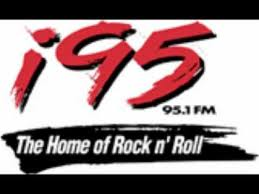 i95
95.1 FM
The Home of Rock n' Roll